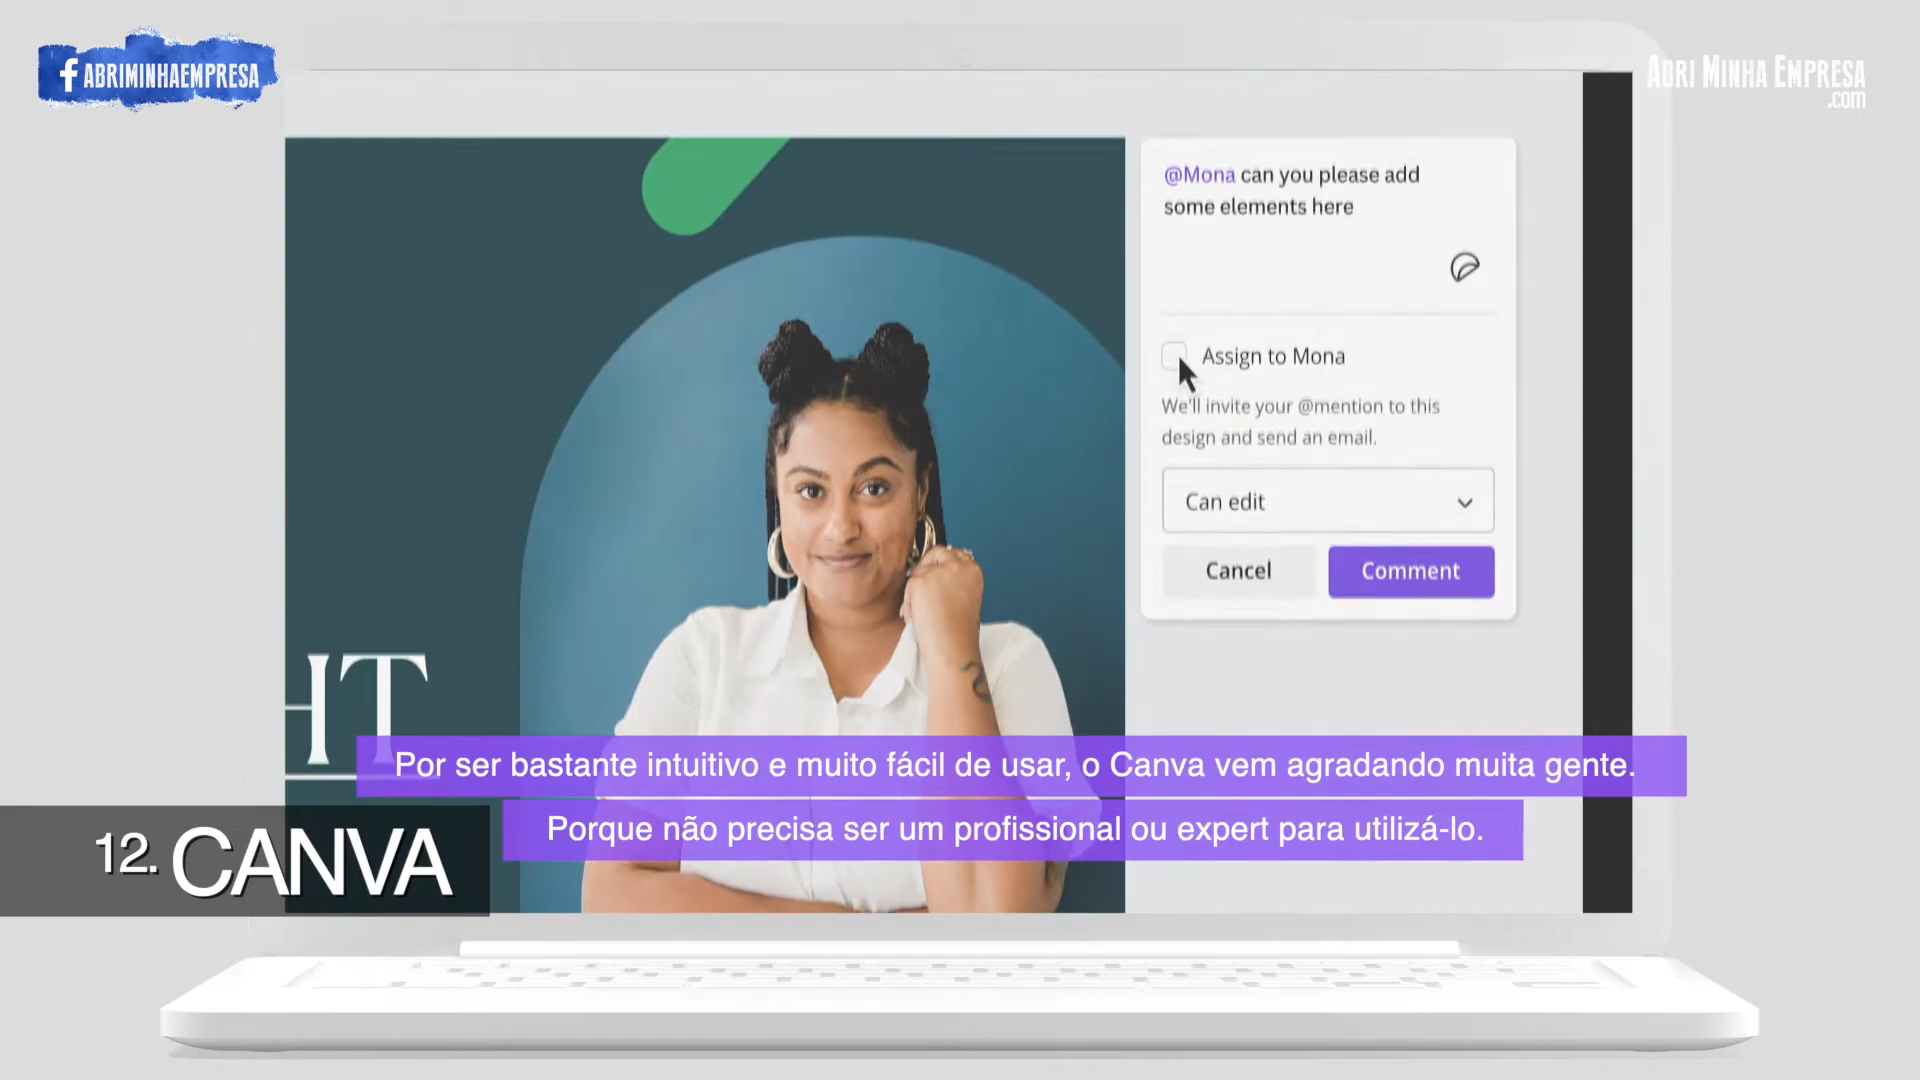 ABRIMINHAEMPRESA
ABRI MINHA EMPRESA
.com
@Mona can you please add
some elements here
Assign to Mona
We'll invite your @mention to this
design and send an email.
Can edit
Cancel
Comment
HT
Por ser bastante intuitivo e muito fácil de usar, o Canva vem agradando muita gente.
Porque não precisa ser um profissional ou expert para utilizá-lo.
12. CANVA